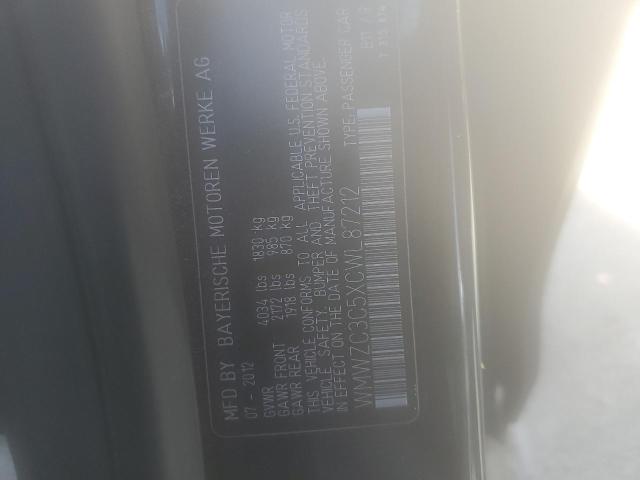 MFD BY BAYERISCHE MOTOREN WERKE AG
07 - 2012
GVWR 4034 lbs 1830 kg
GAWR FRONT 2172 lbs 985 kg
GAWR REAR 1918 lbs 870 kg
THIS VEHICLE CONFORMS TO ALL APPLICABLE U.S. FEDERAL MOTOR
VEHICLE SAFETY, BUMPER AND, THEFT PREVENTION STANDARDS
IN EFFECT ON THE DATE OF MANUFACTURE SHOWN ABOVE.
WMWZC3C5XCWL87212 TYPE:PASSENGER CAR